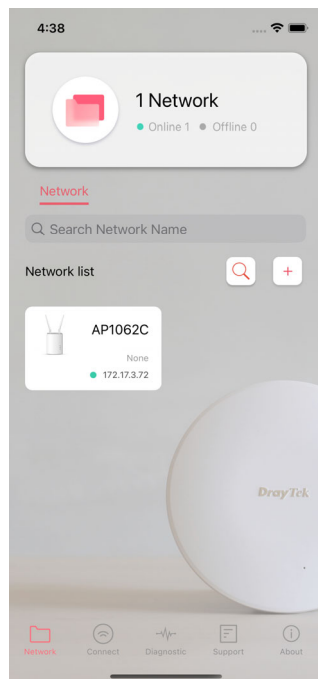 4:38
1 Network
Online 1 Offline 0
Network
Search Network Name
Network list
AP1062C
None
172.17.3.72
DrayTek
Network Connect Diagnostic Support About